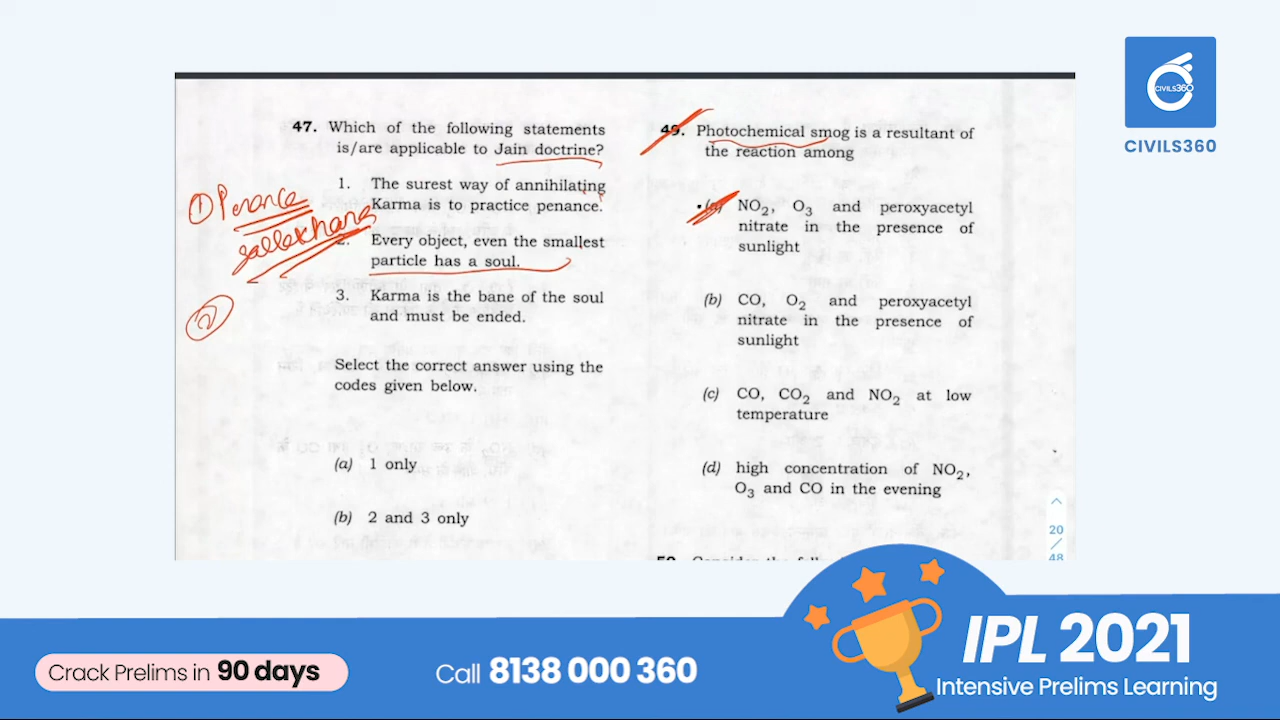 CIVILS360
CIVILS360
47. Which of the following statements
is/are applicable to Jain doctrine?
1. The surest way of annihilating
Karma is to practice penance.
① Penance
sallekhana
2. Every object, even the smallest
particle has a soul.
②
3. Karma is the bane of the soul
and must be ended.
Select the correct answer using the
codes given below.
(a) 1 only
(b) 2 and 3 only
49. Photochemical smog is a resultant of
the reaction among
(a) NO2, O3 and peroxyacetyl
nitrate in the presence of
sunlight
(b) CO, O2 and peroxyacetyl
nitrate in the presence of
sunlight
(c) CO, CO2 and NO2 at low
temperature
(d) high concentration of NO2,
O3 and CO in the evening
20
/
48
Crack Prelims in 90 days
Call 8138 000 360
IPL 2021
Intensive Prelims Learning